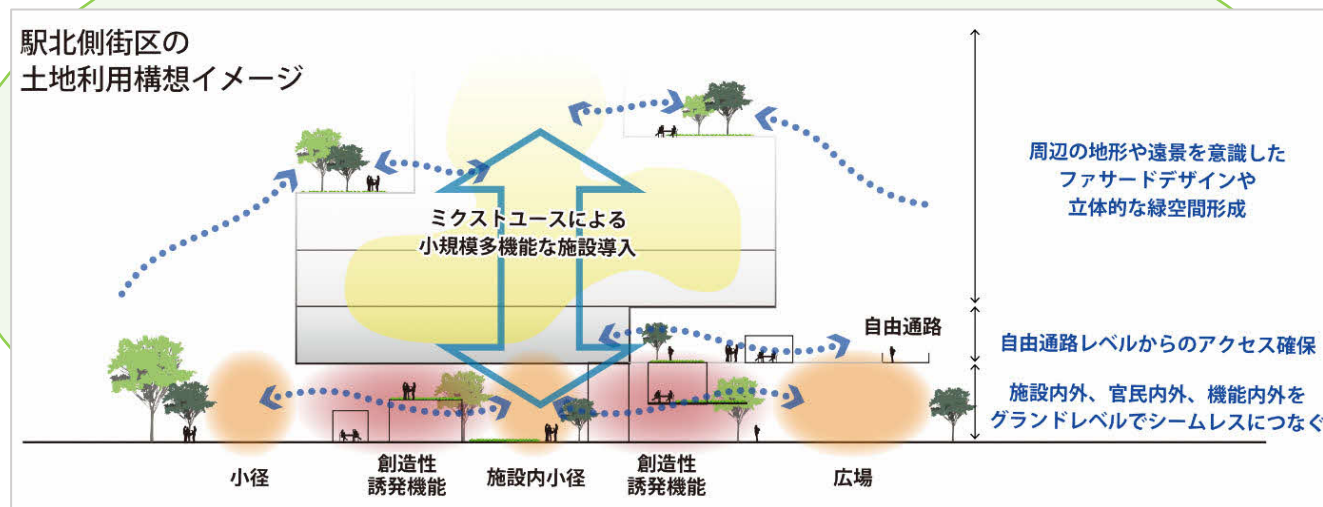 駅北側街区の
土地利用構想イメージ
周辺の地形や遠景を意識した
ファサードデザインや
立体的な緑空間形成
ミクストユースによる
小規模多機能な施設導入
自由通路
自由通路レベルからのアクセス確保
施設内外、官民内外、機能内外を
グランドレベルでシームレスにつなぐ
小径
創造性
誘発機能
施設内小径
創造性
誘発機能
広場